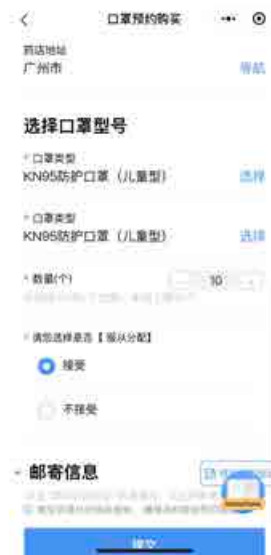 口罩预约购买
药店地址
广州市
导航
选择口罩型号
* 口罩类型
KN95防护口罩（儿童型）
选择
* 口罩类型
KN95防护口罩（儿童型）
选择
* 数量(个)
10
* 请您选择是否【服从分配】
接受
不接受
邮寄信息
提交